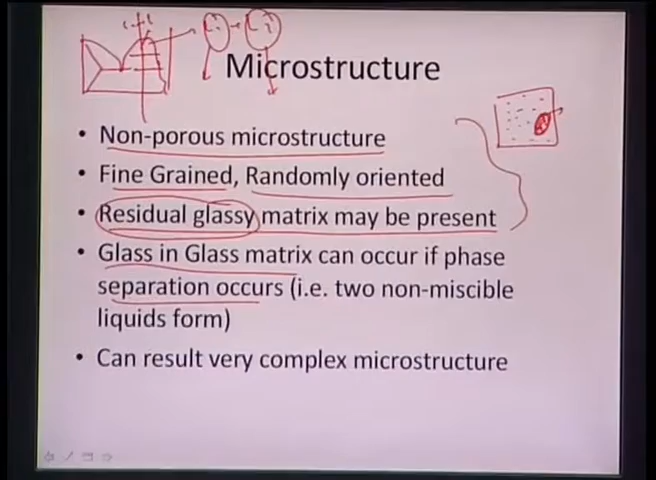 Microstructure
• Non-porous microstructure
• Fine Grained, Randomly oriented
• Residual glassy matrix may be present
• Glass in Glass matrix can occur if phase
separation occurs (i.e. two non-miscible
liquids form)
• Can result very complex microstructure